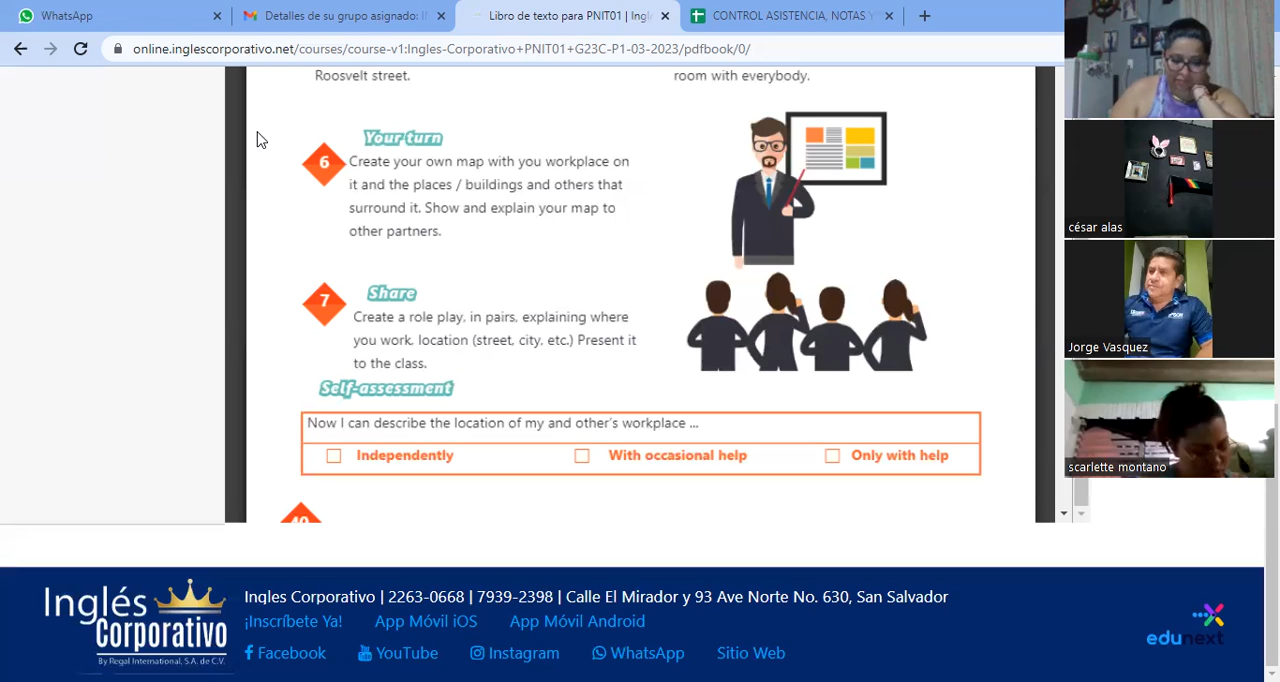 WhatsApp
Detalles de su grupo asignado: I
Libro de texto para PNIT01 | Ingl
CONTROL ASISTENCIA, NOTAS Y
online.inglescorporativo.net/courses/course-v1:Ingles-Corporativo+PNIT01+G23C-P1-03-2023/pdfbook/0/
Roosvelt street.
room with everybody.
Your turn
6
Create your own map with you workplace on
it and the places / buildings and others that
surround it. Show and explain your map to
other partners.
Share
7
Create a role play, in pairs, explaining where
you work, location (street, city, etc.) Present it
to the class.
Self-assessment
Now I can describe the location of my and other's workplace ...
Independently
With occasional help
Only with help
40
césar alas
Jorge Vasquez
scarlette montano
Inglés
Corporativo
By Regal International, S.A. de C.V.
Ingles Corporativo | 2263-0668 | 7939-2398 | Calle El Mirador y 93 Ave Norte No. 630, San Salvador
¡Inscríbete Ya!
App Móvil iOS
App Móvil Android
Facebook
YouTube
Instagram
WhatsApp
Sitio Web
edunext